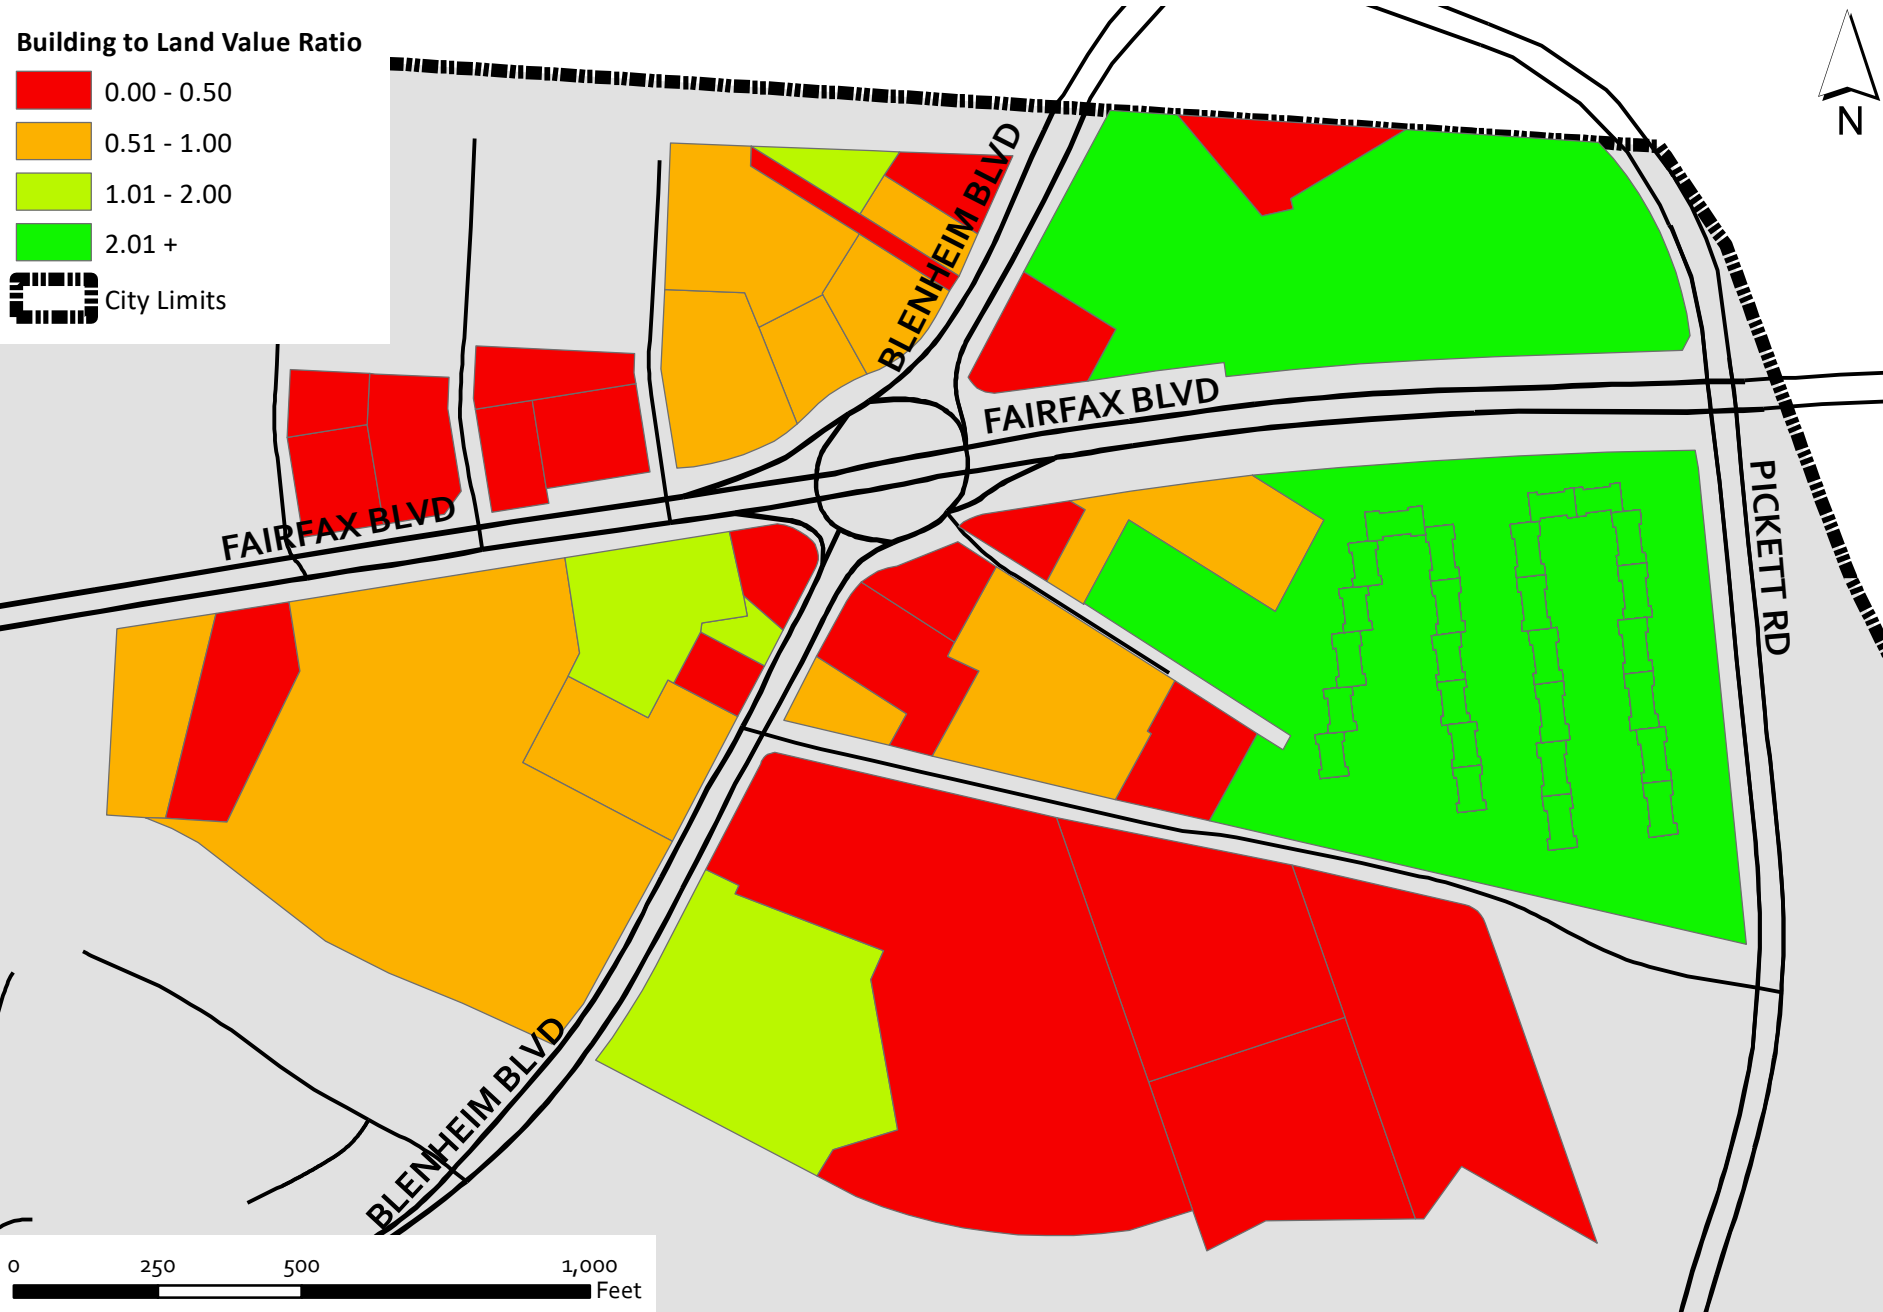 Building to Land Value Ratio
0.00 - 0.50
0.51 - 1.00
1.01 - 2.00
2.01 +
City Limits
N
BLENHEIM BLVD
FAIRFAX BLVD
FAIRFAX BLVD
PICKETT RD
BLENHEIM BLVD
0 250 500 1,000
Feet